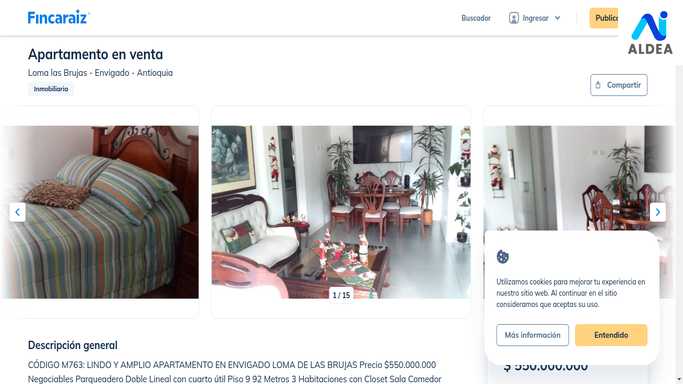 Fincaraiz
Buscador
Ingresar
Publica
ALDEA
Apartamento en venta
Loma las Brujas - Envigado - Antioquia
Inmobiliario
Compartir
1 / 15
Utilizamos cookies para mejorar tu experiencia en
nuestro sitio web. Al continuar en el sitio
consideramos que aceptas su uso.
Más información
Entendido
Descripción general
CÓDIGO M763: LINDO Y AMPLIO APARTAMENTO EN ENVIGADO LOMA DE LAS BRUJAS Precio $550.000.000
Negociables Parqueadero Doble Lineal con cuarto útil Piso 9 92 Metros 3 Habitaciones con Closet Sala Comedor
$ 550.000.000